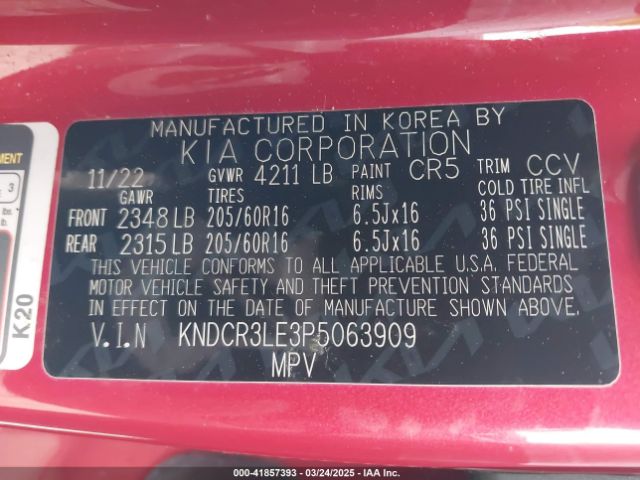 MANUFACTURED IN KOREA BY
KIA CORPORATION
11/22 GVWR 4211 LB PAINT CR5 TRIM CCV
GAWR TIRES RIMS COLD TIRE INFL
FRONT 2348 LB 205/60R16 6.5Jx16 36 PSI SINGLE
REAR 2315 LB 205/60R16 6.5Jx16 36 PSI SINGLE
THIS VEHICLE CONFORMS TO ALL APPLICABLE U.S.A. FEDERAL
MOTOR VEHICLE SAFETY AND THEFT PREVENTION STANDARDS
IN EFFECT ON THE DATE OF MANUFACTURE SHOWN ABOVE.
V.I.N KNDCR3LE3P5063909
MPV
3
K20
000-41857393 - 03/24/2025 - IAA Inc.